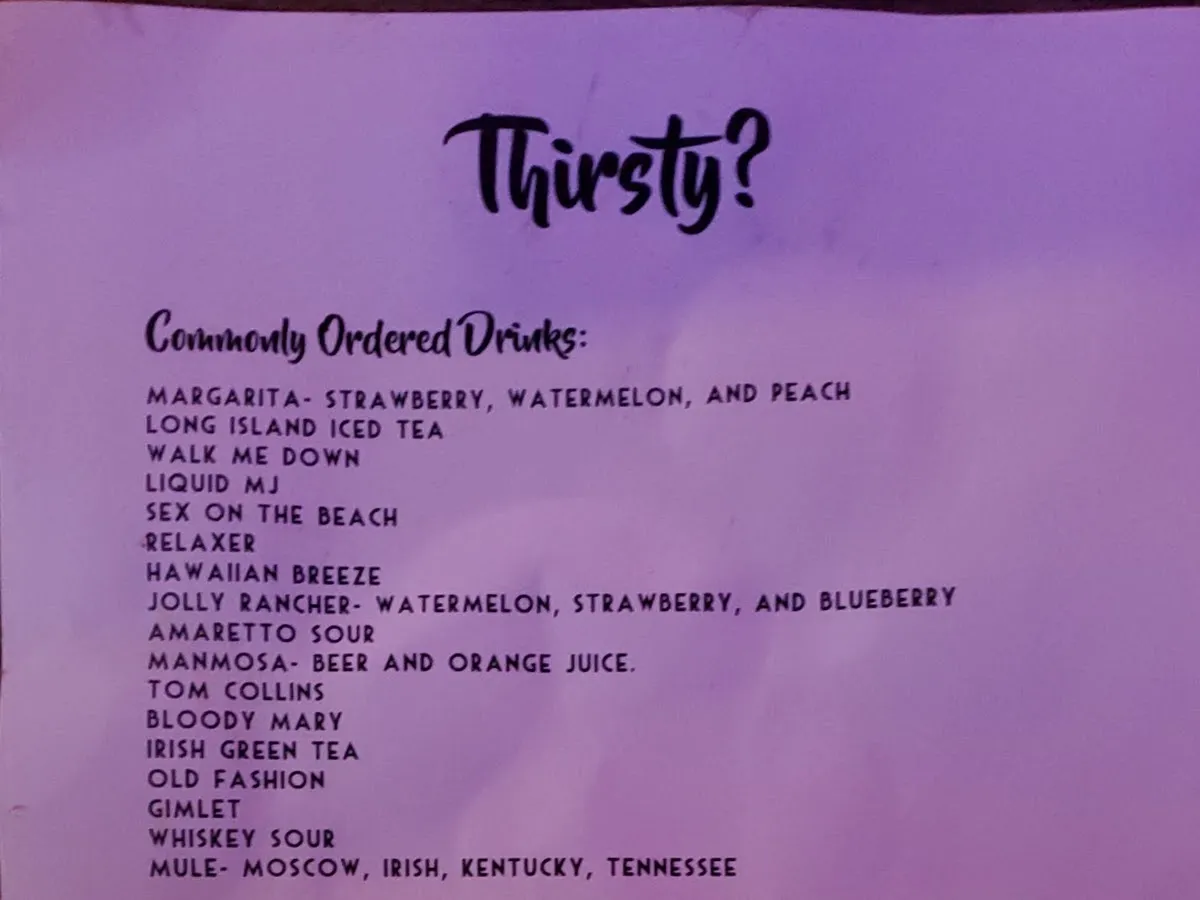 Thirsty?
Commonly Ordered Drinks:
MARGARITA- STRAWBERRY, WATERMELON, AND PEACH
LONG ISLAND ICED TEA
WALK ME DOWN
LIQUID MJ
SEX ON THE BEACH
RELAXER
HAWAIIAN BREEZE
JOLLY RANCHER- WATERMELON, STRAWBERRY, AND BLUEBERRY
AMARETTO SOUR
MANMOSA- BEER AND ORANGE JUICE.
TOM COLLINS
BLOODY MARY
IRISH GREEN TEA
OLD FASHION
GIMLET
WHISKEY SOUR
MULE- MOSCOW, IRISH, KENTUCKY, TENNESSEE